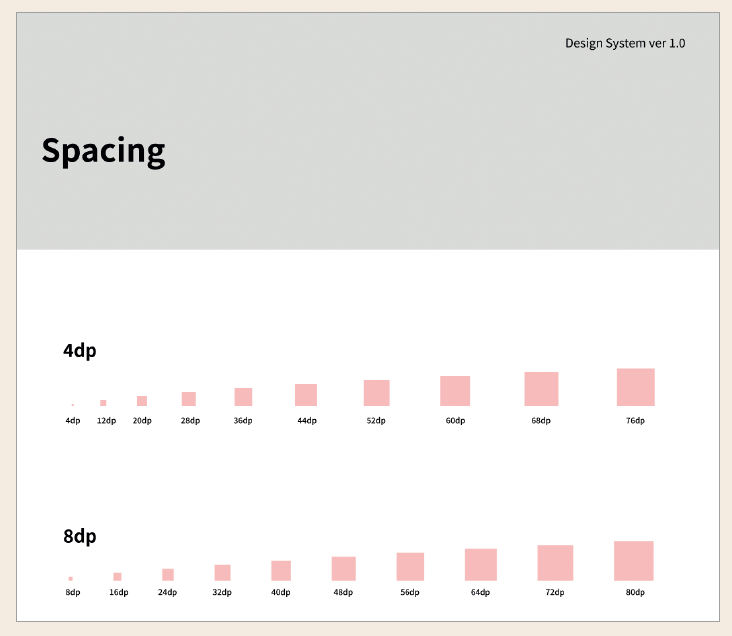 Design System ver 1.0
Spacing
4dp
4dp 12dp 20dp 28dp 36dp 44dp 52dp 60dp 68dp 76dp
8dp
8dp 16dp 24dp 32dp 40dp 48dp 56dp 64dp 72dp 80dp